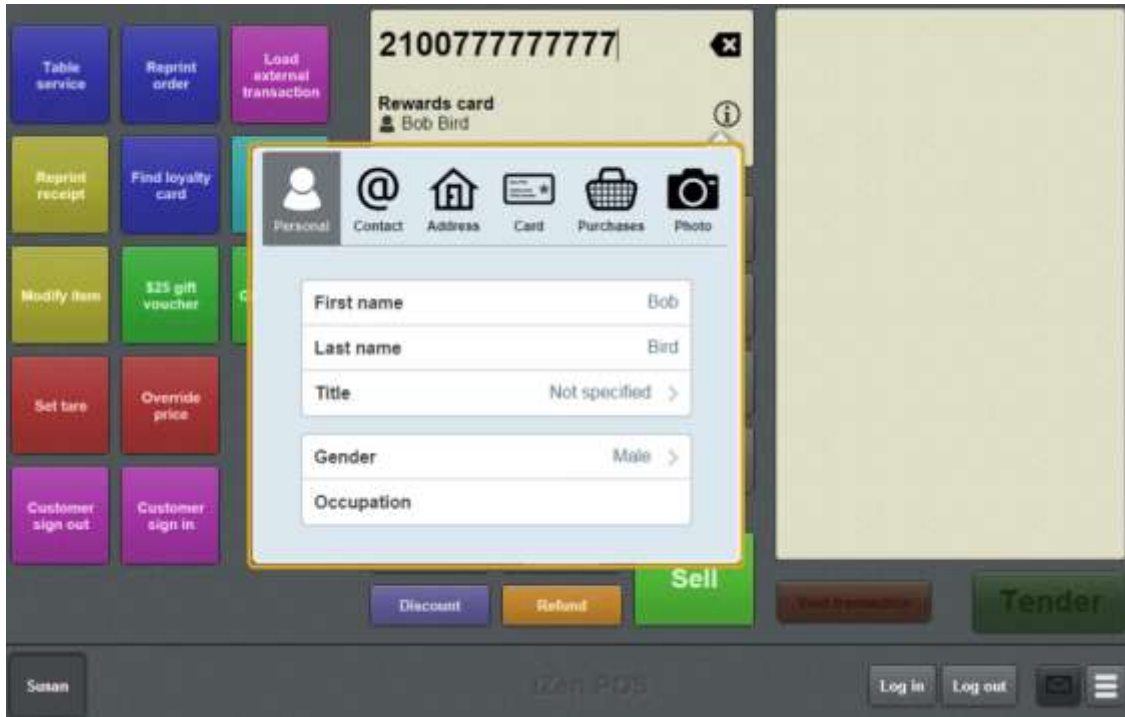 Table
service
Reprint
order
Load
external
transaction
2100777777777
Rewards card
Bob Bird
Reprint
receipt
Find loyalty
card
Personal
Contact
Address
Card
Purchases
Photo
Modify item
$25 gift
voucher
First name
Bob
Last name
Bird
Title
Not specified
Set tare
Override
price
Gender
Male
Occupation
Customer
sign out
Customer
sign in
Sell
Discount
Refund
Tender
Susan
iZen POS
Log in
Log out